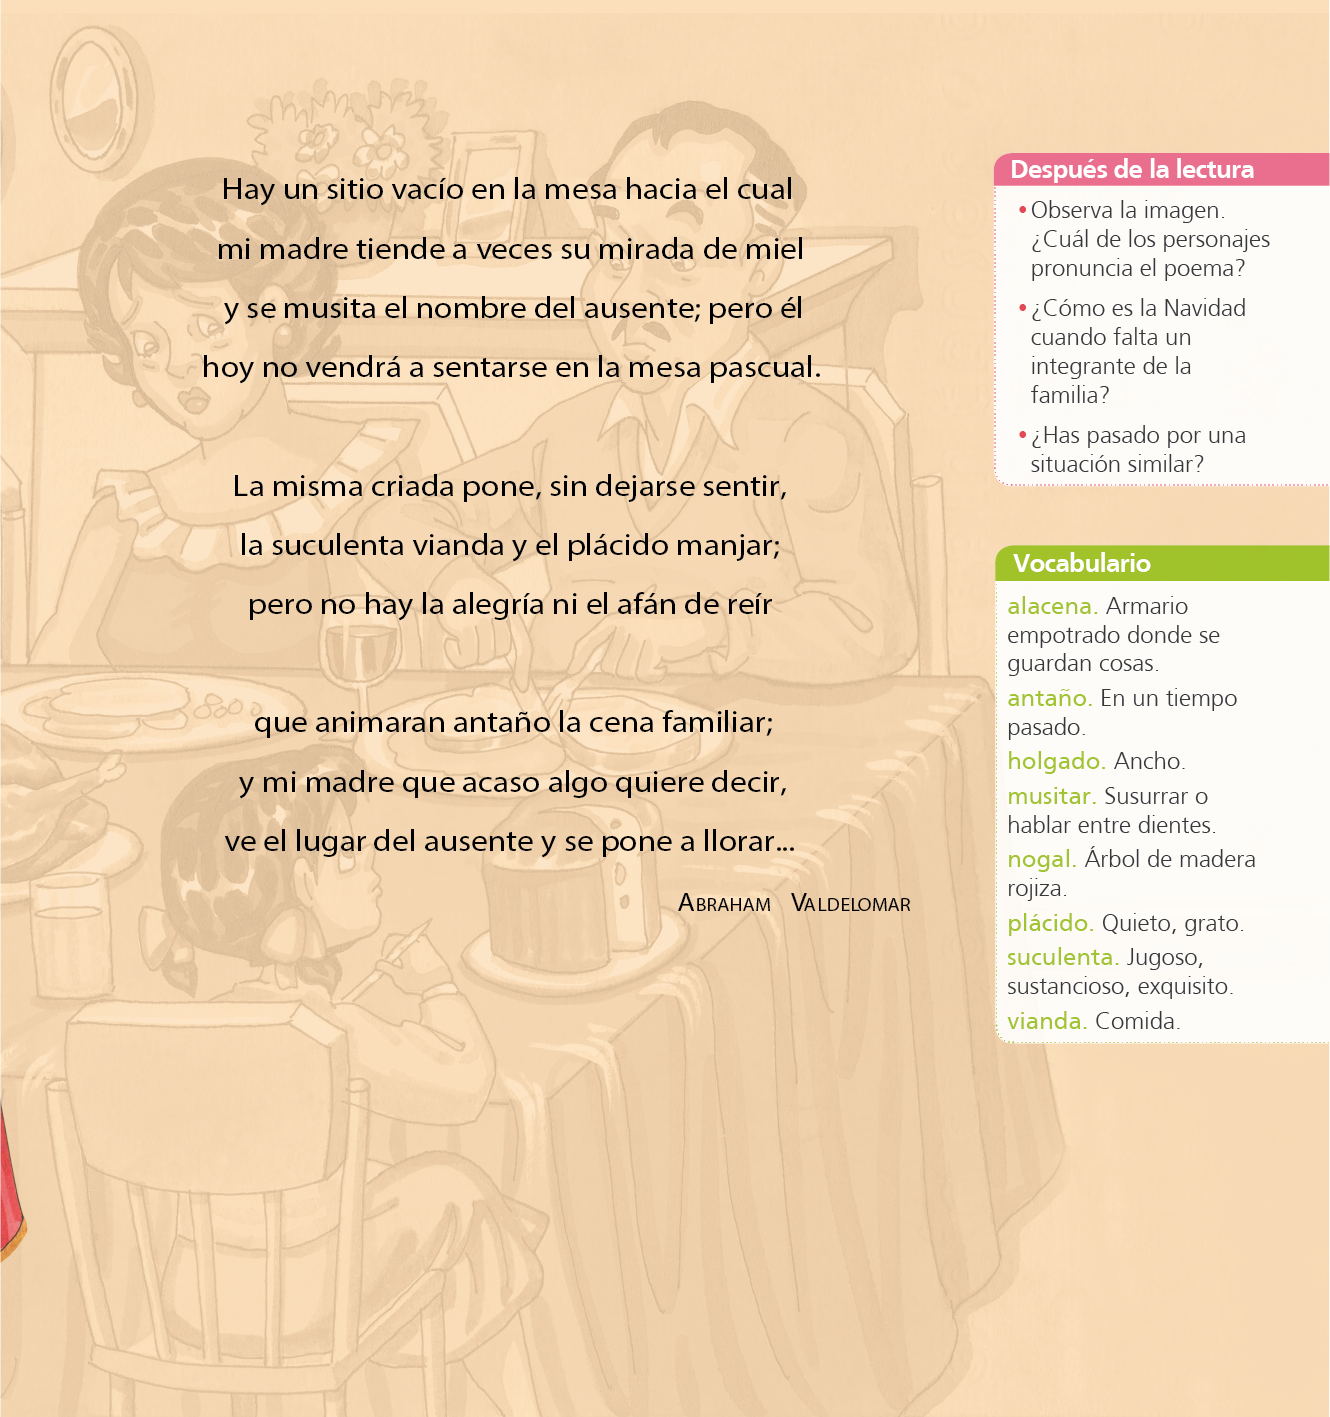 Hay un sitio vacío en la mesa hacia el cual
mi madre tiende a veces su mirada de miel
y se musita el nombre del ausente; pero él
hoy no vendrá a sentarse en la mesa pascual.
La misma criada pone, sin dejarse sentir,
la suculenta vianda y el plácido manjar;
pero no hay la alegría ni el afán de reír
que animaran antaño la cena familiar;
y mi madre que acaso algo quiere decir,
ve el lugar del ausente y se pone a llorar...
Abraham Valdelomar
Después de la lectura
• Observa la imagen.
¿Cuál de los personajes
pronuncia el poema?
• ¿Cómo es la Navidad
cuando falta un
integrante de la
familia?
• ¿Has pasado por una
situación similar?
Vocabulario
alacena. Armario
empotrado donde se
guardan cosas.
antaño. En un tiempo
pasado.
holgado. Ancho.
musitar. Susurrar o
hablar entre dientes.
nogal. Árbol de madera
rojiza.
plácido. Quieto, grato.
suculenta. Jugoso,
sustancioso, exquisito.
vianda. Comida.